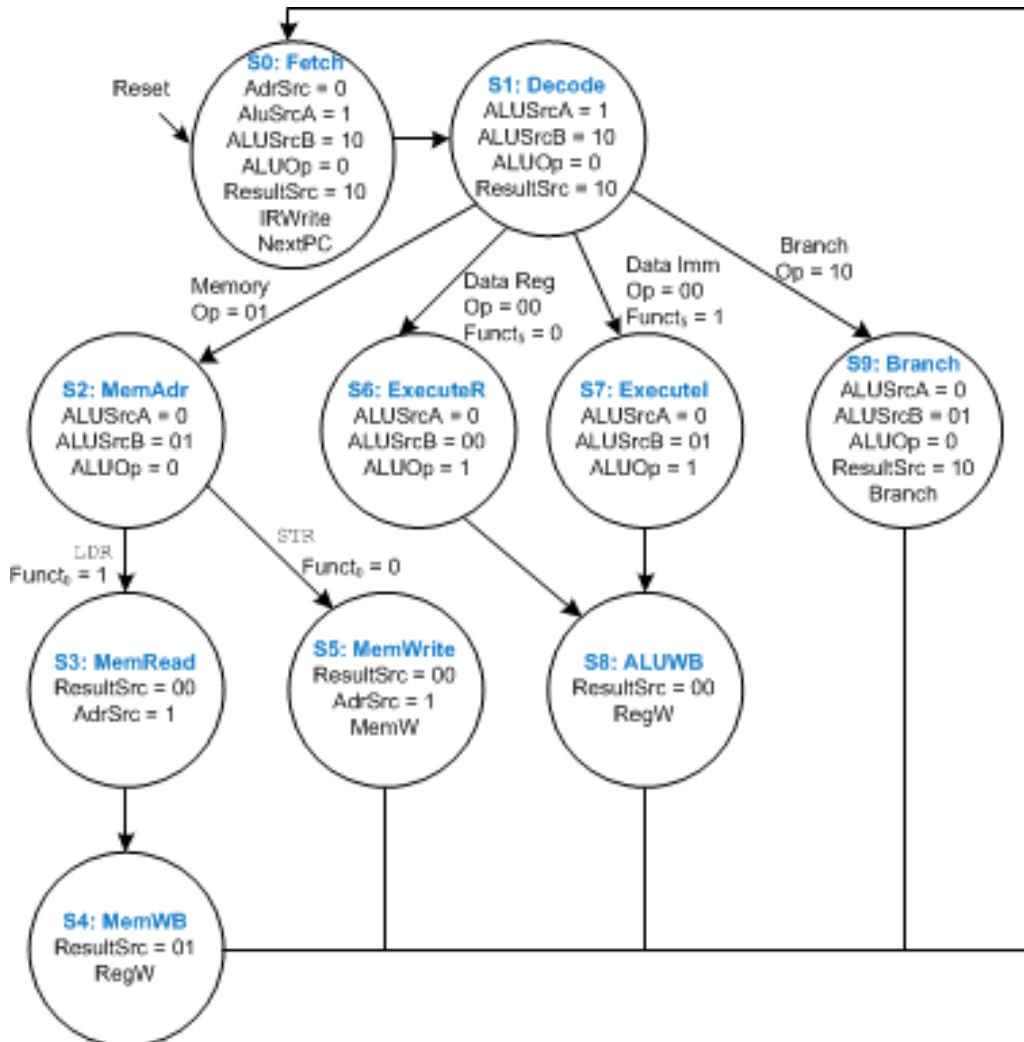 Reset
S0: Fetch
AdrSrc = 0
AluSrcA = 1
ALUSrcB = 10
ALUOp = 0
ResultSrc = 10
IRWrite
NextPC
S1: Decode
ALUSrcA = 1
ALUSrcB = 10
ALUOp = 0
ResultSrc = 10
Memory
Op = 01
Data Reg
Op = 00
Funct₅ = 0
Data Imm
Op = 00
Funct₅ = 1
Branch
Op = 10
S2: MemAdr
ALUSrcA = 0
ALUSrcB = 01
ALUOp = 0
S6: ExecuteR
ALUSrcA = 0
ALUSrcB = 00
ALUOp = 1
S7: ExecuteI
ALUSrcA = 0
ALUSrcB = 01
ALUOp = 1
S9: Branch
ALUSrcA = 0
ALUSrcB = 01
ALUOp = 0
ResultSrc = 10
Branch
LDR
Funct₀ = 1
STR
Funct₀ = 0
S3: MemRead
ResultSrc = 00
AdrSrc = 1
S5: MemWrite
ResultSrc = 00
AdrSrc = 1
MemW
S8: ALUWB
ResultSrc = 00
RegW
S4: MemWB
ResultSrc = 01
RegW